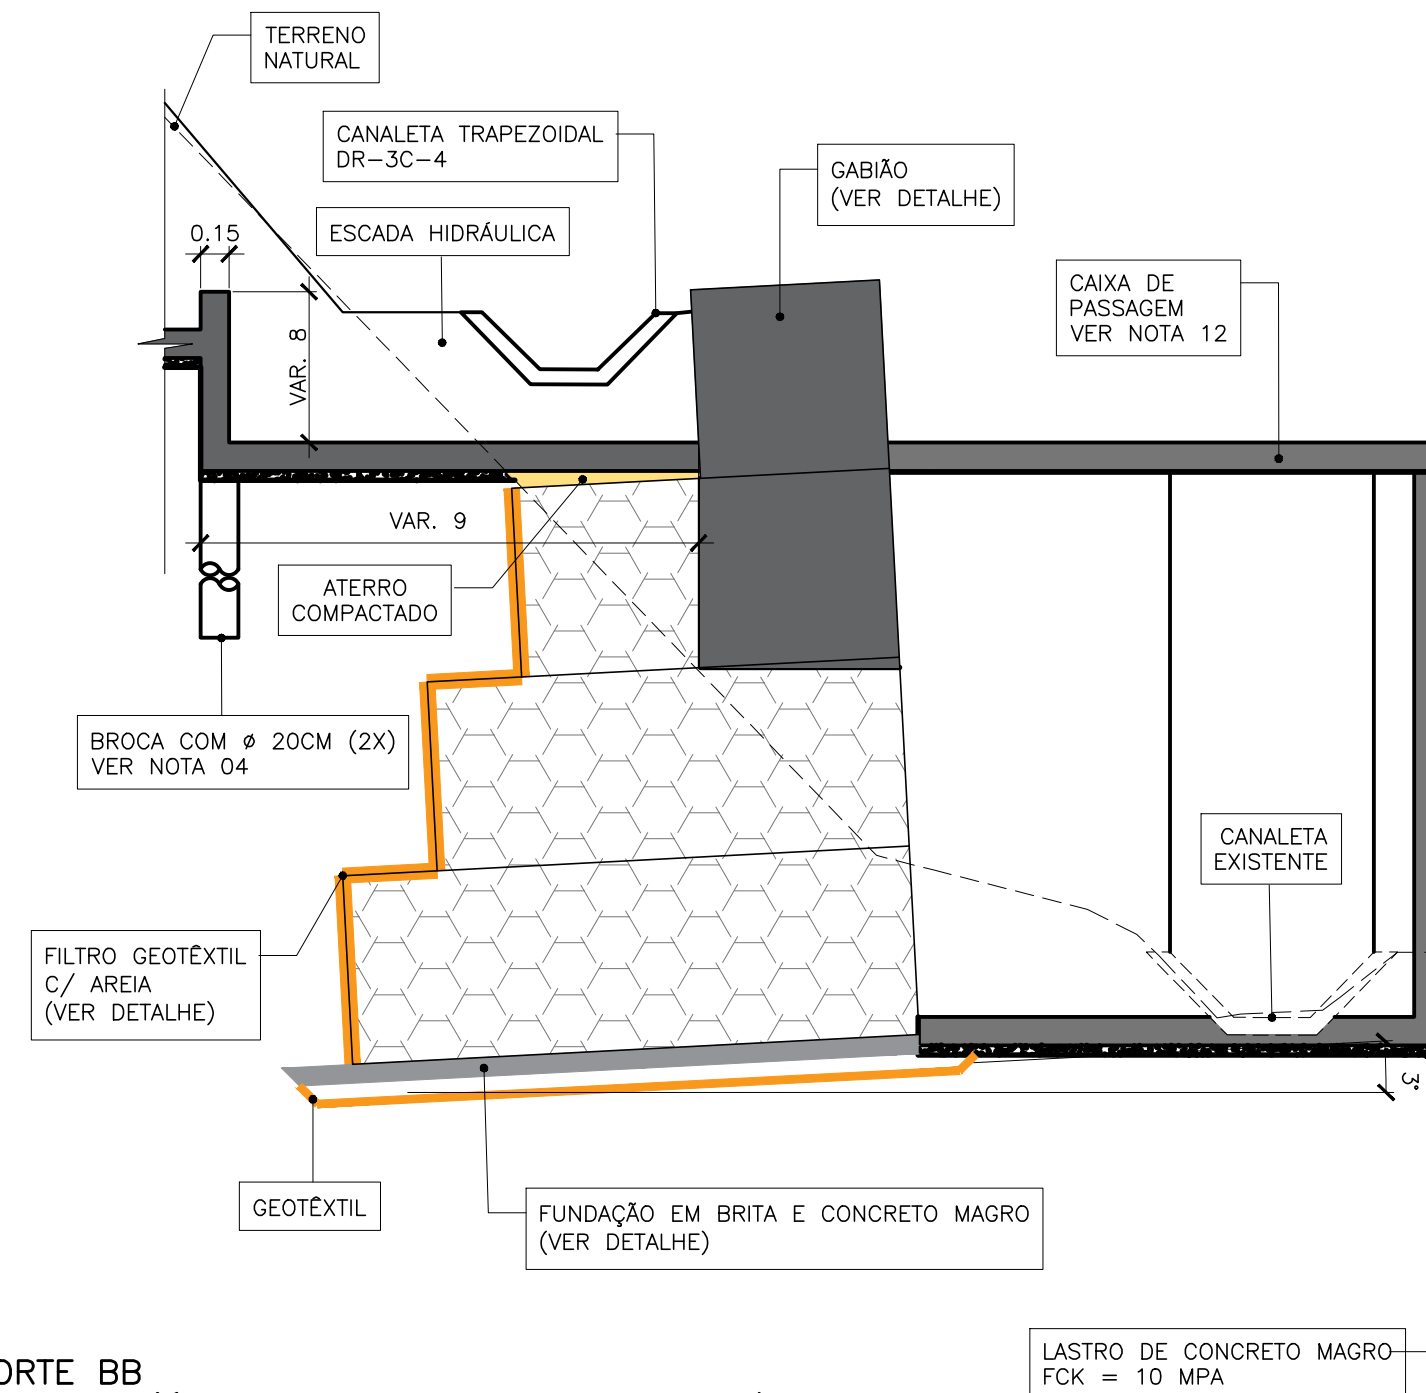 TERRENO
NATURAL
CANALETA TRAPEZOIDAL
DR-3C-4
GABIÃO
(VER DETALHE)
ESCADA HIDRÁULICA
0.15
CAIXA DE
PASSAGEM
VER NOTA 12
VAR. 8
VAR. 9
ATERRO
COMPACTADO
BROCA COM ø 20CM (2X)
VER NOTA 04
CANALETA
EXISTENTE
FILTRO GEOTÊXTIL
C/ AREIA
(VER DETALHE)
3°
GEOTÊXTIL
FUNDAÇÃO EM BRITA E CONCRETO MAGRO
(VER DETALHE)
LASTRO DE CONCRETO MAGRO
FCK = 10 MPA
ORTE BB